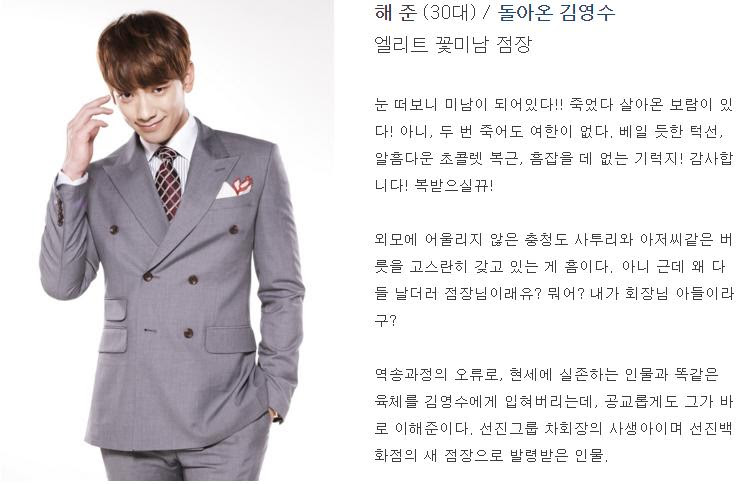 해 준 (30대) / 돌아온 김영수
엘리트 꽃미남 점장
눈 떠보니 미남이 되어있다!! 죽었다 살아온 보람이 있
다! 아니, 두 번 죽어도 여한이 없다. 베일 듯한 턱선,
알흠다운 초콜렛 복근, 흠잡을 데 없는 기럭지! 감사합
니다! 복받으실뀨!
외모에 어울리지 않은 충청도 사투리와 아저씨같은 버
릇을 고스란히 갖고 있는 게 흠이다. 아니 근데 왜 다
들 날더러 점장님이래유? 뭐어? 내가 회장님 아들이라
구?
역송과정의 오류로, 현세에 실존하는 인물과 똑같은
육체를 김영수에게 입혀버리는데, 공교롭게도 그가 바
로 이해준이다. 선진그룹 차회장의 사생아이며 선진백
화점의 새 점장으로 발령받은 인물.